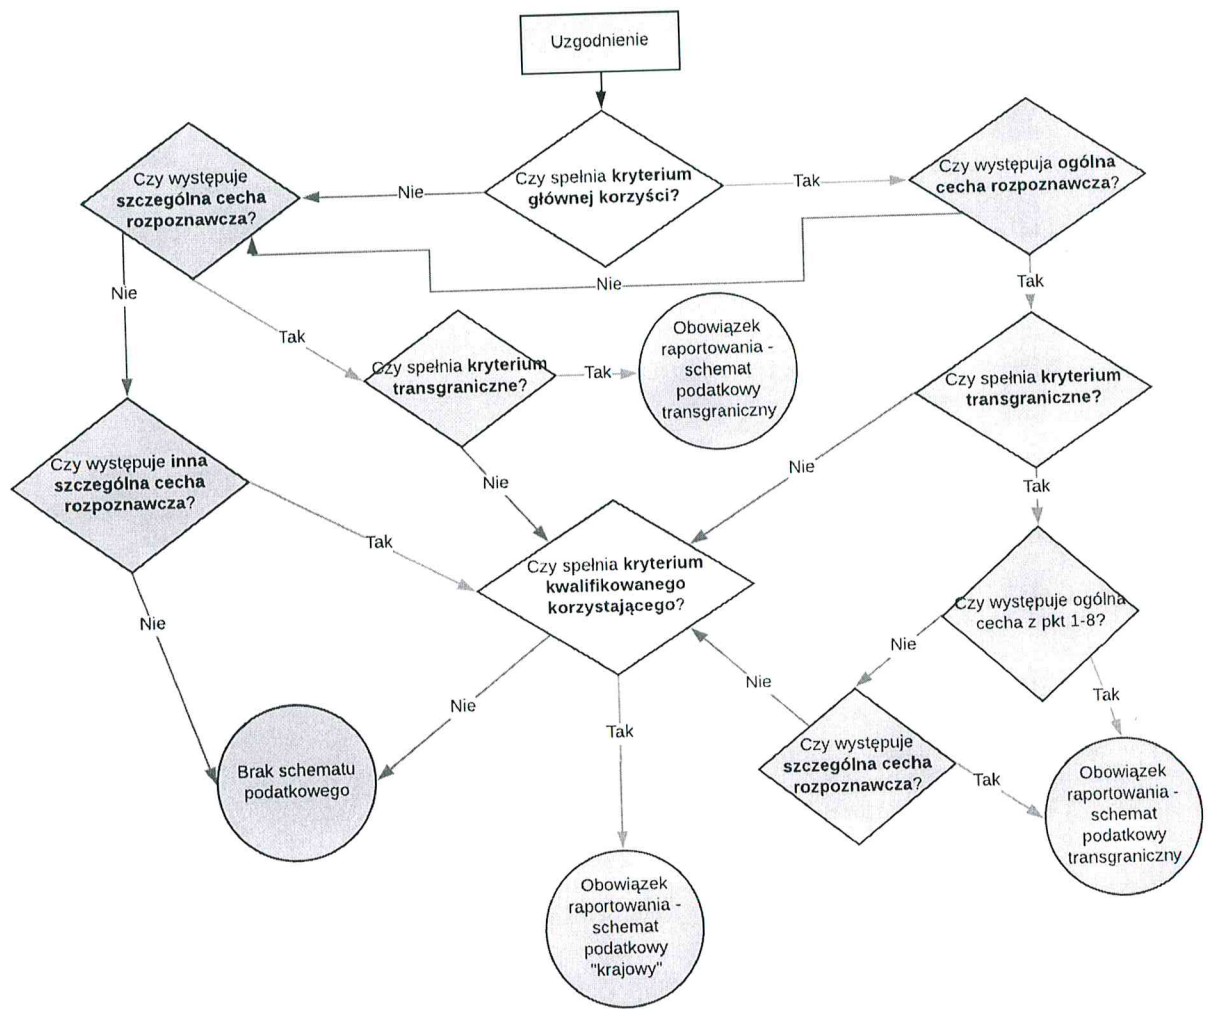 Uzgodnienie
Czy spełnia kryterium
głównej korzyści?
Nie
Tak
Czy występuje
szczególna cecha
rozpoznawcza?
Czy występuja ogólna
cecha rozpoznawcza?
Nie
Nie
Tak
Tak
Czy spełnia kryterium
transgraniczne?
Tak
Obowiązek
raportowania -
schemat
podatkowy
transgraniczny
Czy spełnia kryterium
transgraniczne?
Nie
Nie
Tak
Czy występuje inna
szczególna cecha
rozpoznawcza?
Tak
Czy spełnia kryterium
kwalifikowanego
korzystającego?
Czy występuje ogólna
cecha z pkt 1-8?
Nie
Nie
Tak
Nie
Nie
Tak
Brak schematu
podatkowego
Czy występuje
szczególna cecha
rozpoznawcza?
Tak
Obowiązek
raportowania -
schemat
podatkowy
transgraniczny
Obowiązek
raportowania -
schemat
podatkowy
"krajowy"